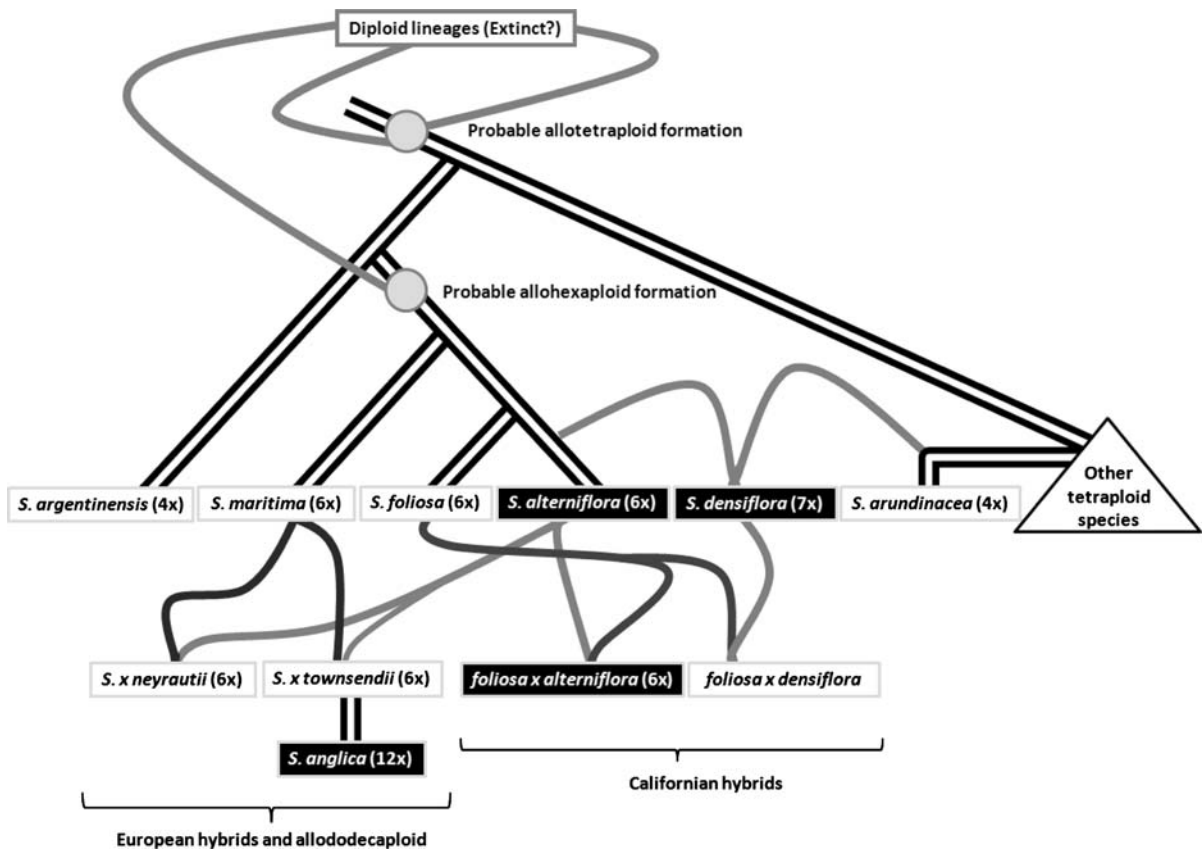 Diploid lineages (Extinct?)
Probable allotetraploid formation
Probable allohexaploid formation
S. argentinensis (4x)
S. maritima (6x)
S. foliosa (6x)
S. alterniflora (6x)
S. densiflora (7x)
S. arundinacea (4x)
Other
tetraploid
species
S. x neyrautii (6x)
S. x townsendii (6x)
foliosa x alterniflora (6x)
foliosa x densiflora
S. anglica (12x)
Californian hybrids
European hybrids and allododecaploid